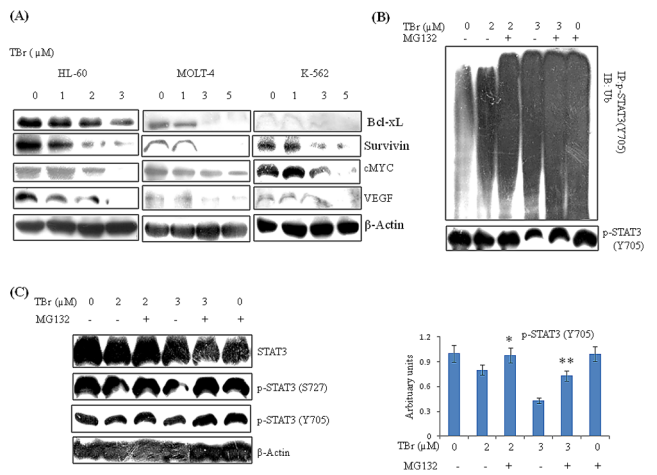 (A)
TBr ( µM)
HL-60 MOLT-4 K-562
0 1 2 3 0 1 3 5 0 1 3 5
Bcl-xL
Survivin
cMYC
VEGF
β-Actin
(B)
TBr ( µM) 0 2 2 3 3 0
MG132 - - + - + +
IP:p-STAT3(Y705)
IB: Ub
p-STAT3
(Y705)
(C)
TBr (µM) 0 2 2 3 3 0
MG132 - - + - + +
STAT3
p-STAT3 (S727)
p-STAT3 (Y705)
β-Actin
p-STAT3 (Y705)
Arbituary units
1.2
0.9
0.6
0.3
0
* **
TBr (µM) 0 2 2 3 3 0
MG132 - - + - + +